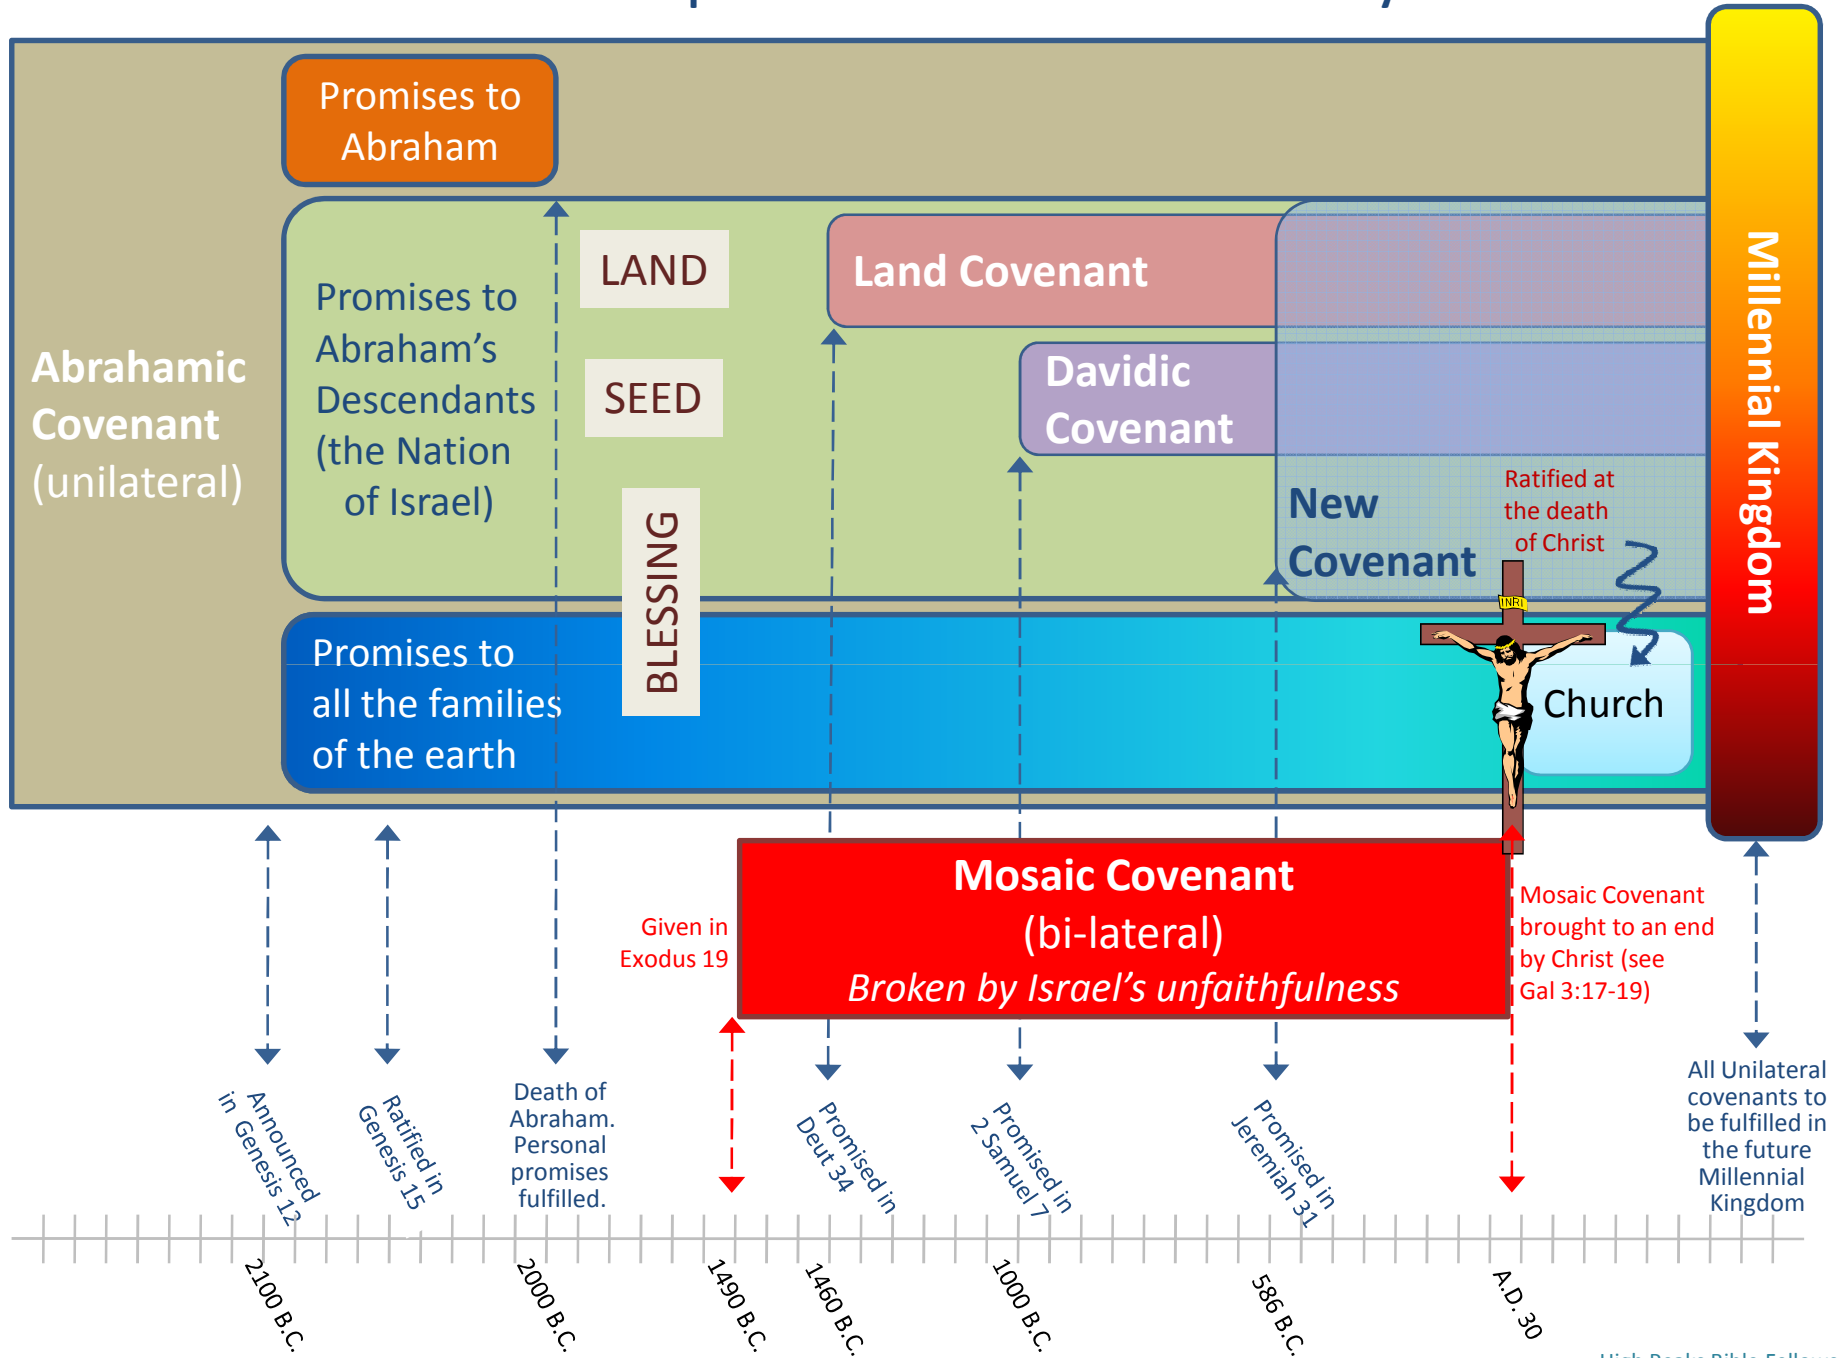 Promises to
Abraham
LAND
Land Covenant
Promises to
Abraham’s
Descendants
(the Nation
of Israel)
SEED
Davidic
Covenant
Abrahamic
Covenant
(unilateral)
BLESSING
New
Covenant
Ratified at
the death
of Christ
Millennial Kingdom
INRI
Promises to
all the families
of the earth
Church
Mosaic Covenant
(bi-lateral)
Broken by Israel’s unfaithfulness
Given in
Exodus 19
Mosaic Covenant
brought to an end
by Christ (see
Gal 3:17-19)
Announced
in Genesis 12
Ratified in
Genesis 15
Death of
Abraham.
Personal
promises
fulfilled.
Promised in
Deut 34
Promised in
2 Samuel 7
Promised in
Jeremiah 31
All Unilateral
covenants to
be fulfilled in
the future
Millennial
Kingdom
2100 B.C.
2000 B.C.
1490 B.C.
1460 B.C.
1000 B.C.
586 B.C.
A.D. 30